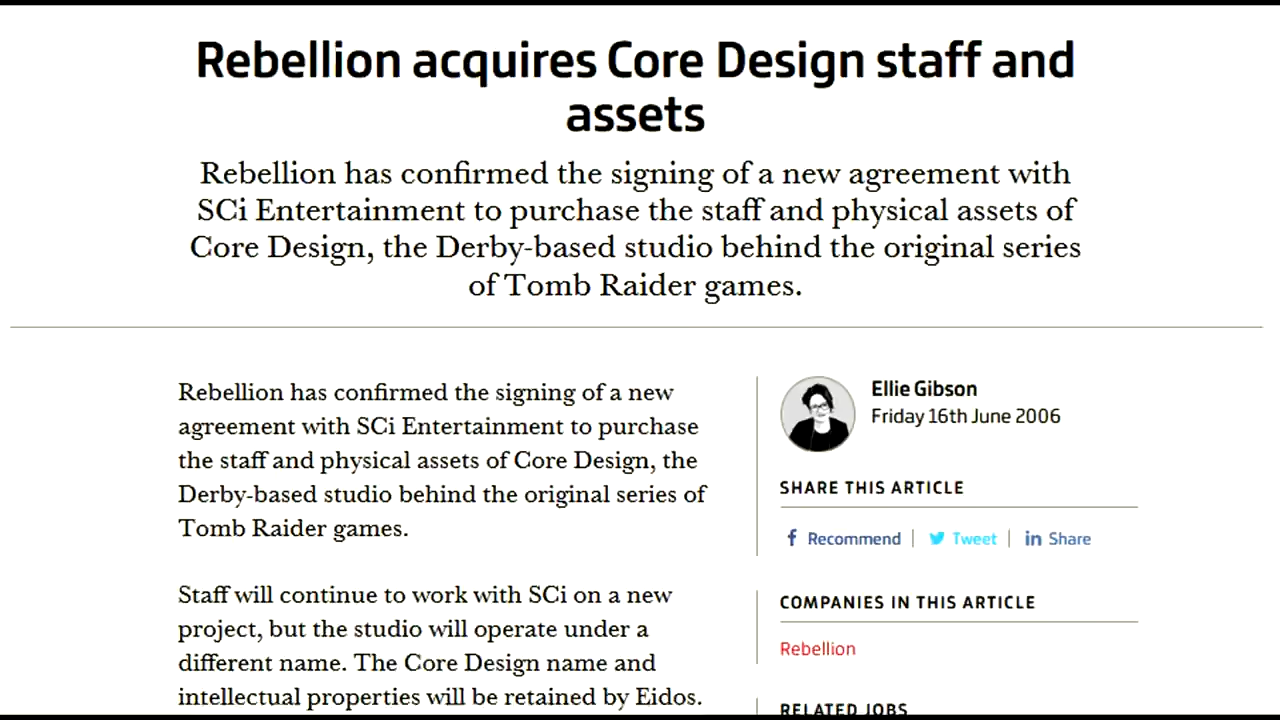 Rebellion acquires Core Design staff and
assets
Rebellion has confirmed the signing of a new agreement with
SCi Entertainment to purchase the staff and physical assets of
Core Design, the Derby-based studio behind the original series
of Tomb Raider games.
Rebellion has confirmed the signing of a new
agreement with SCi Entertainment to purchase
the staff and physical assets of Core Design, the
Derby-based studio behind the original series of
Tomb Raider games.
Staff will continue to work with SCi on a new
project, but the studio will operate under a
different name. The Core Design name and
intellectual properties will be retained by Eidos.
Ellie Gibson
Friday 16th June 2006
SHARE THIS ARTICLE
Recommend | Tweet | Share
COMPANIES IN THIS ARTICLE
Rebellion
RELATED JOBS